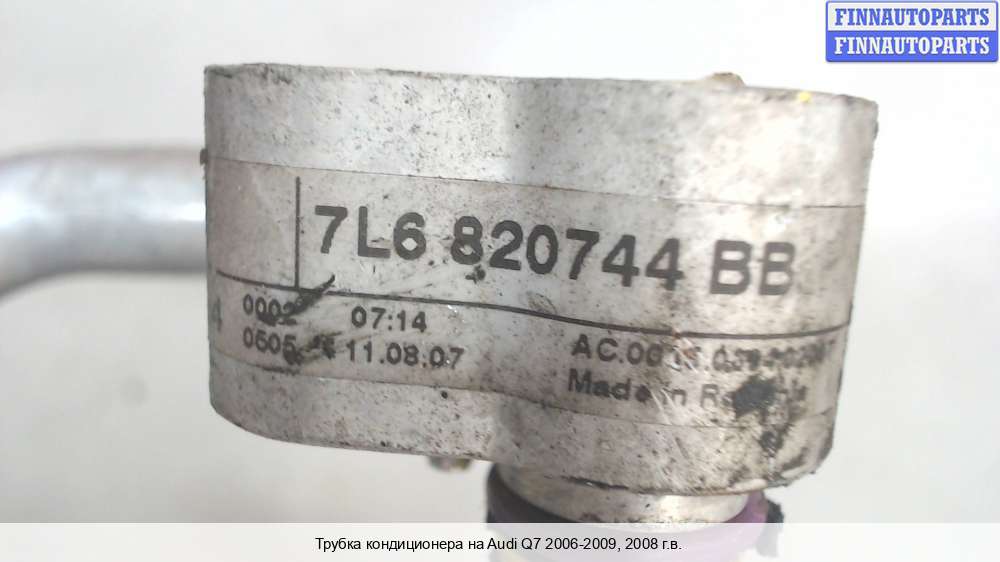 FINNAUTOPARTS
FINNAUTOPARTS
7L6 820744 BB
4
0002 07:14
0505 11.08.07
Made in
Трубка кондиционера на Audi Q7 2006-2009, 2008 г.в.